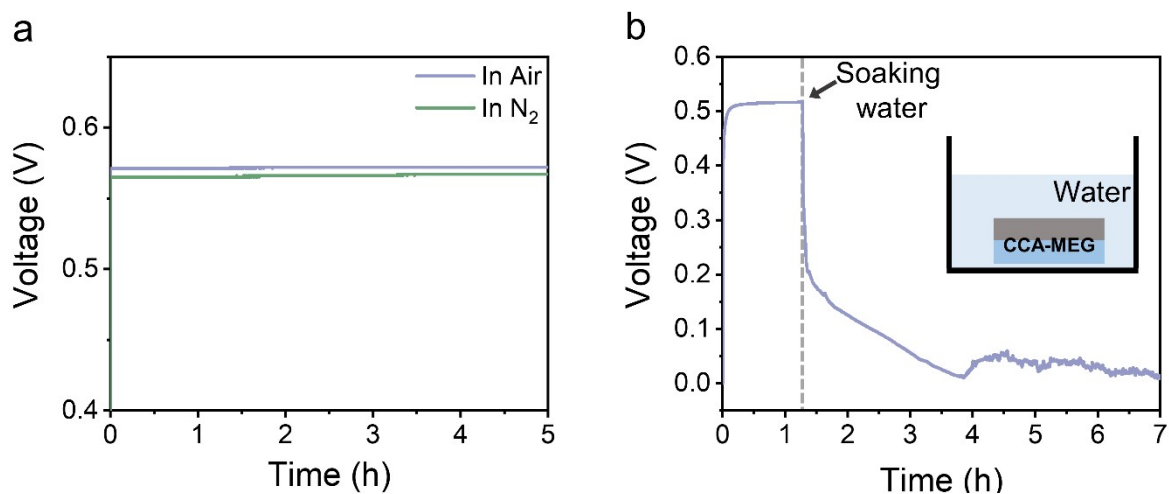 a
In Air
In N₂
0.6
0.5
0.4
Voltage (V)
0 1 2 3 4 5
Time (h)
b
Soaking
water
Water
CCA-MEG
0.6
0.5
0.4
0.3
0.2
0.1
0.0
Voltage (V)
0 1 2 3 4 5 6 7
Time (h)